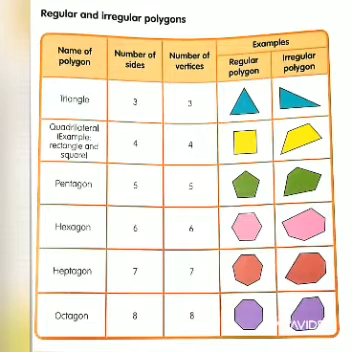 Regular and irregular polygons
Name of polygon
Number of sides
Number of vertices
Examples
Regular polygon
Irregular polygon
Triangle 3 3
Quadrilateral (Example: rectangle and square) 4 4
Pentagon 5 5
Hexagon 6 6
Heptagon 7 7
Octagon 8 8